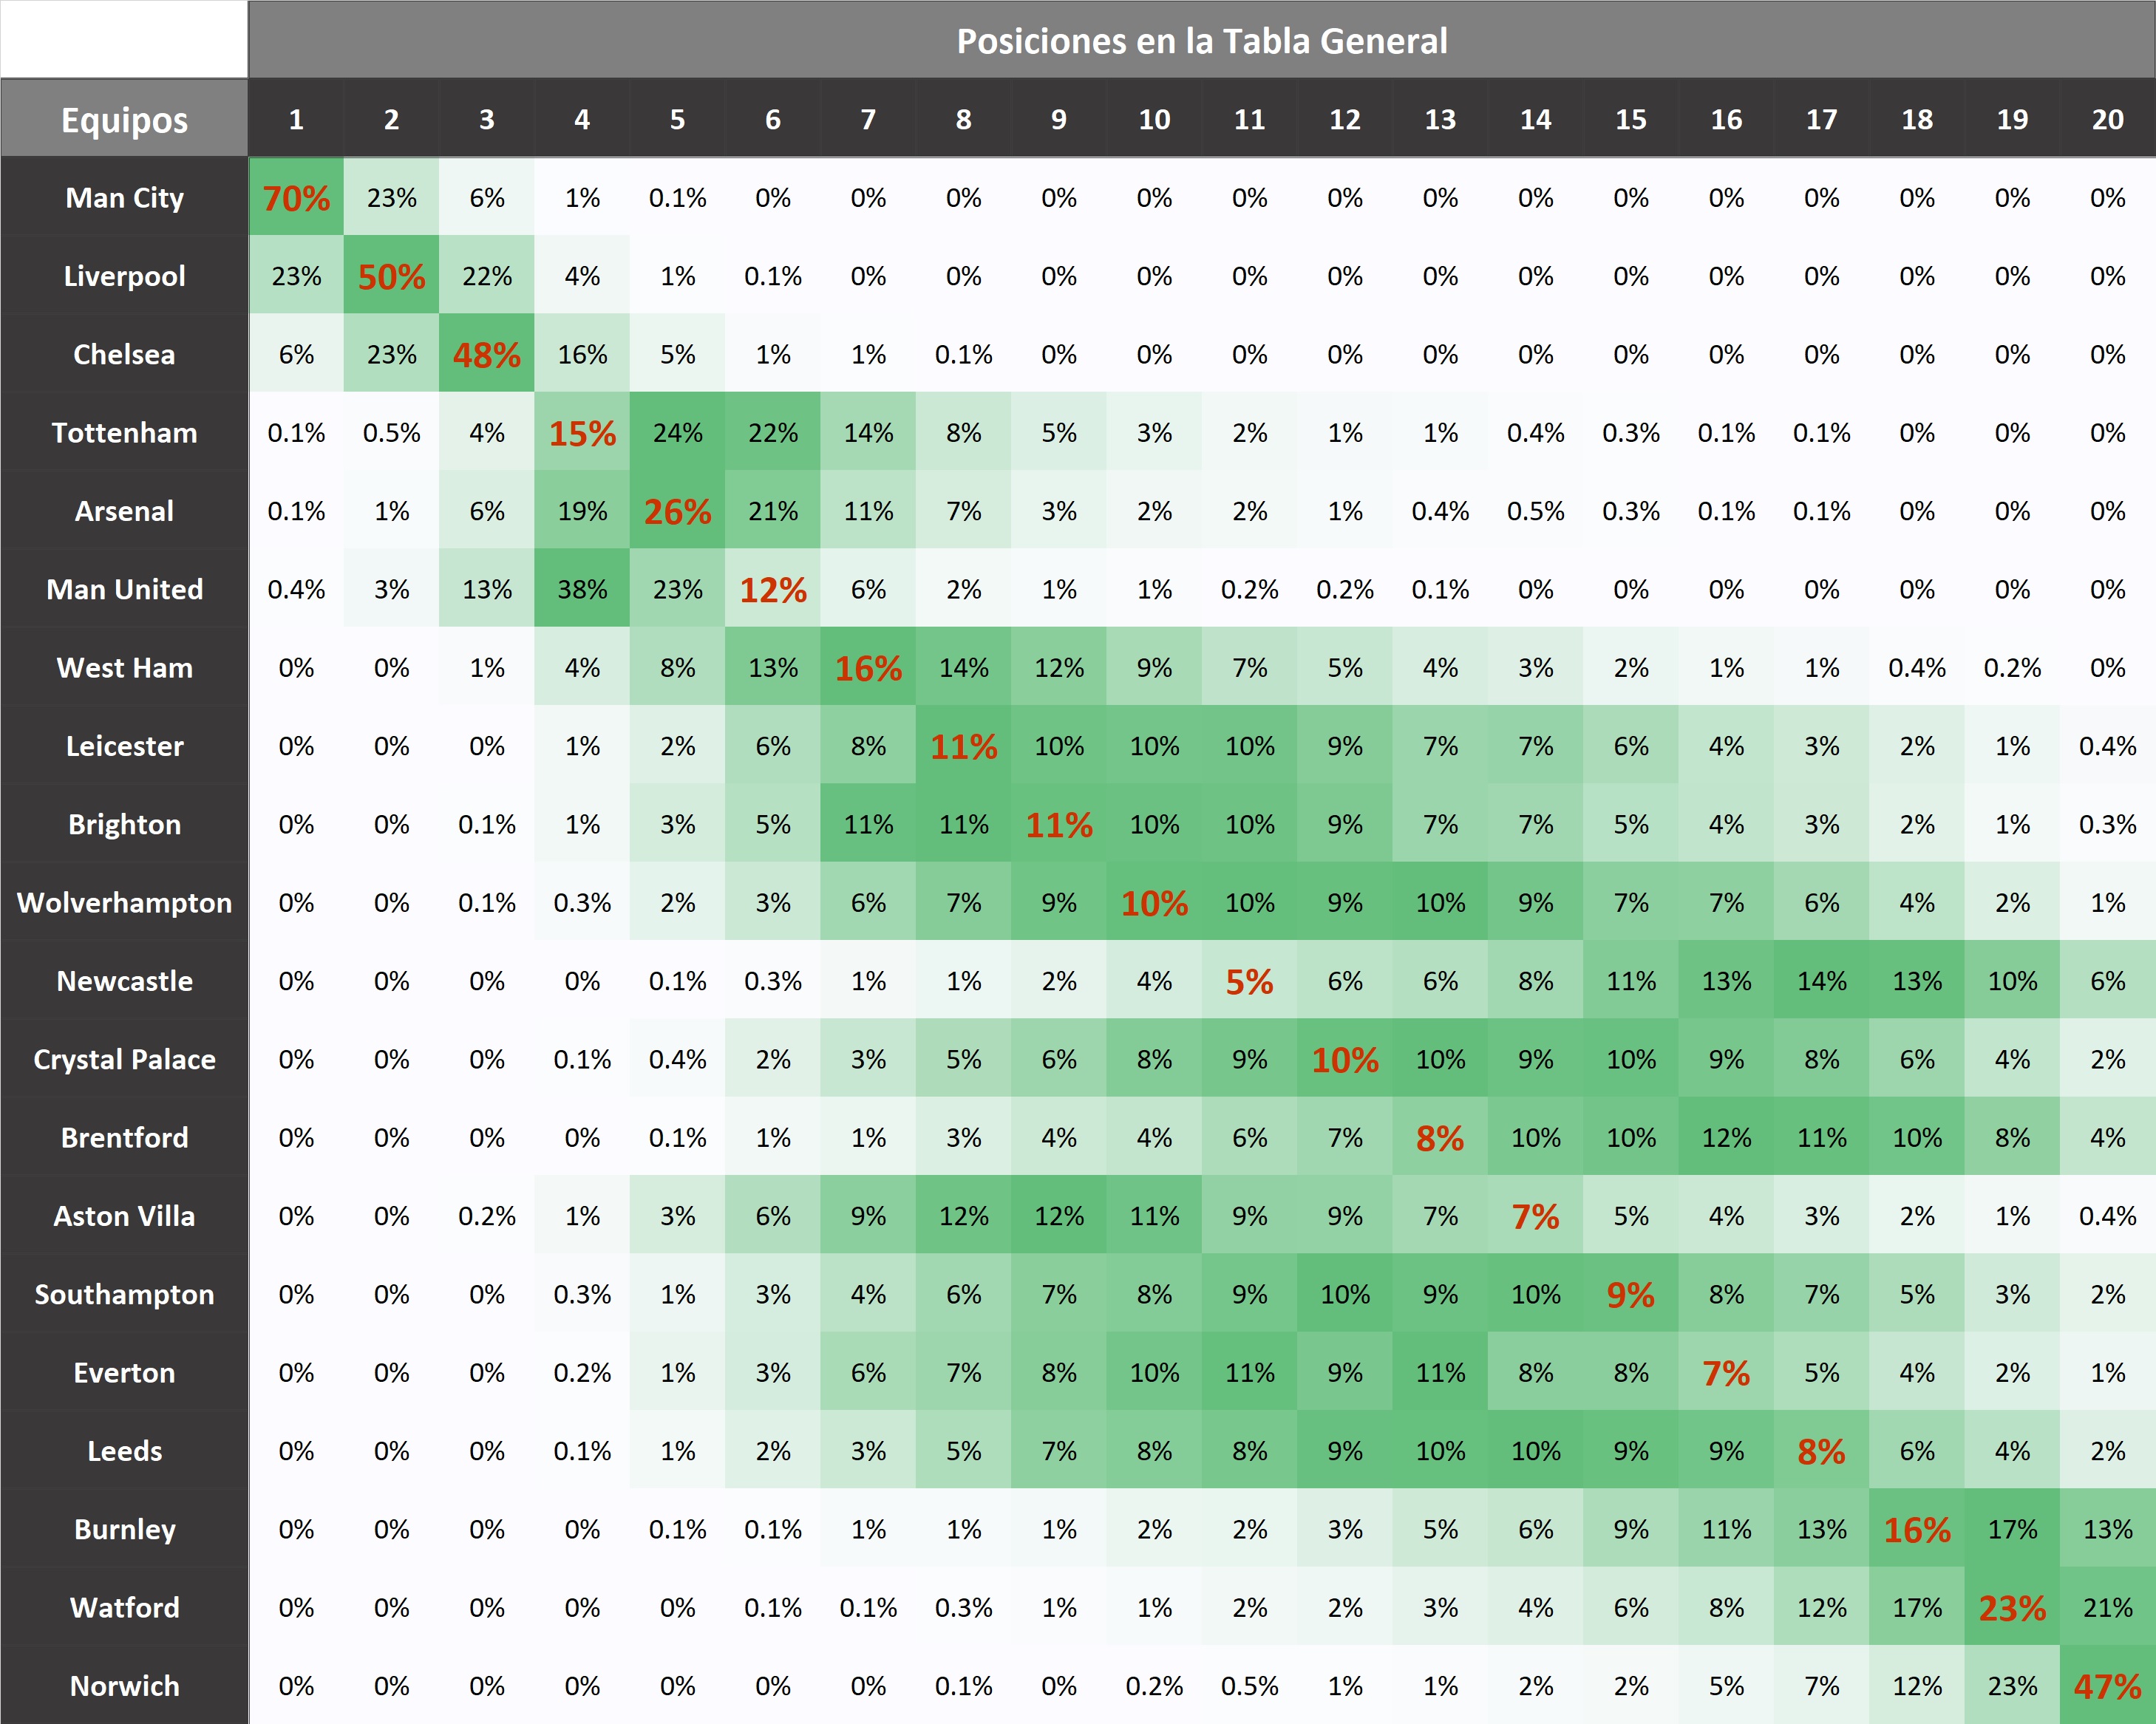 Posiciones en la Tabla General
Equipos 1 2 3 4 5 6 7 8 9 10 11 12 13 14 15 16 17 18 19 20
Man City 70% 23% 6% 1% 0.1% 0% 0% 0% 0% 0% 0% 0% 0% 0% 0% 0% 0% 0% 0% 0%
Liverpool 23% 50% 22% 4% 1% 0.1% 0% 0% 0% 0% 0% 0% 0% 0% 0% 0% 0% 0% 0% 0%
Chelsea 6% 23% 48% 16% 5% 1% 1% 0.1% 0% 0% 0% 0% 0% 0% 0% 0% 0% 0% 0% 0%
Tottenham 0.1% 0.5% 4% 15% 24% 22% 14% 8% 5% 3% 2% 1% 1% 0.4% 0.3% 0.1% 0.1% 0% 0% 0%
Arsenal 0.1% 1% 6% 19% 26% 21% 11% 7% 3% 2% 2% 1% 0.4% 0.5% 0.3% 0.1% 0.1% 0% 0% 0%
Man United 0.4% 3% 13% 38% 23% 12% 6% 2% 1% 1% 0.2% 0.2% 0.1% 0% 0% 0% 0% 0% 0% 0%
West Ham 0% 0% 1% 4% 8% 13% 16% 14% 12% 9% 7% 5% 4% 3% 2% 1% 1% 0.4% 0.2% 0%
Leicester 0% 0% 0% 1% 2% 6% 8% 11% 10% 10% 10% 9% 7% 7% 6% 4% 3% 2% 1% 0.4%
Brighton 0% 0% 0.1% 1% 3% 5% 11% 11% 11% 10% 10% 9% 7% 7% 5% 4% 3% 2% 1% 0.3%
Wolverhampton 0% 0% 0.1% 0.3% 2% 3% 6% 7% 9% 10% 10% 9% 10% 9% 7% 7% 6% 4% 2% 1%
Newcastle 0% 0% 0% 0% 0.1% 0.3% 1% 1% 2% 4% 5% 6% 6% 8% 11% 13% 14% 13% 10% 6%
Crystal Palace 0% 0% 0% 0.1% 0.4% 2% 3% 5% 6% 8% 9% 10% 10% 9% 10% 9% 8% 6% 4% 2%
Brentford 0% 0% 0% 0% 0.1% 1% 1% 3% 4% 4% 6% 7% 8% 10% 10% 12% 11% 10% 8% 4%
Aston Villa 0% 0% 0.2% 1% 3% 6% 9% 12% 12% 11% 9% 9% 7% 7% 5% 4% 3% 2% 1% 0.4%
Southampton 0% 0% 0% 0.3% 1% 3% 4% 6% 7% 8% 9% 10% 9% 10% 9% 8% 7% 5% 3% 2%
Everton 0% 0% 0% 0.2% 1% 3% 6% 7% 8% 10% 11% 9% 11% 8% 8% 7% 5% 4% 2% 1%
Leeds 0% 0% 0% 0.1% 1% 2% 3% 5% 7% 8% 8% 9% 10% 10% 9% 9% 8% 6% 4% 2%
Burnley 0% 0% 0% 0% 0.1% 0.1% 1% 1% 1% 2% 2% 3% 5% 6% 9% 11% 13% 16% 17% 13%
Watford 0% 0% 0% 0% 0% 0.1% 0.1% 0.3% 1% 1% 2% 2% 3% 4% 6% 8% 12% 17% 23% 21%
Norwich 0% 0% 0% 0% 0% 0% 0% 0.1% 0% 0.2% 0.5% 1% 1% 2% 2% 5% 7% 12% 23% 47%